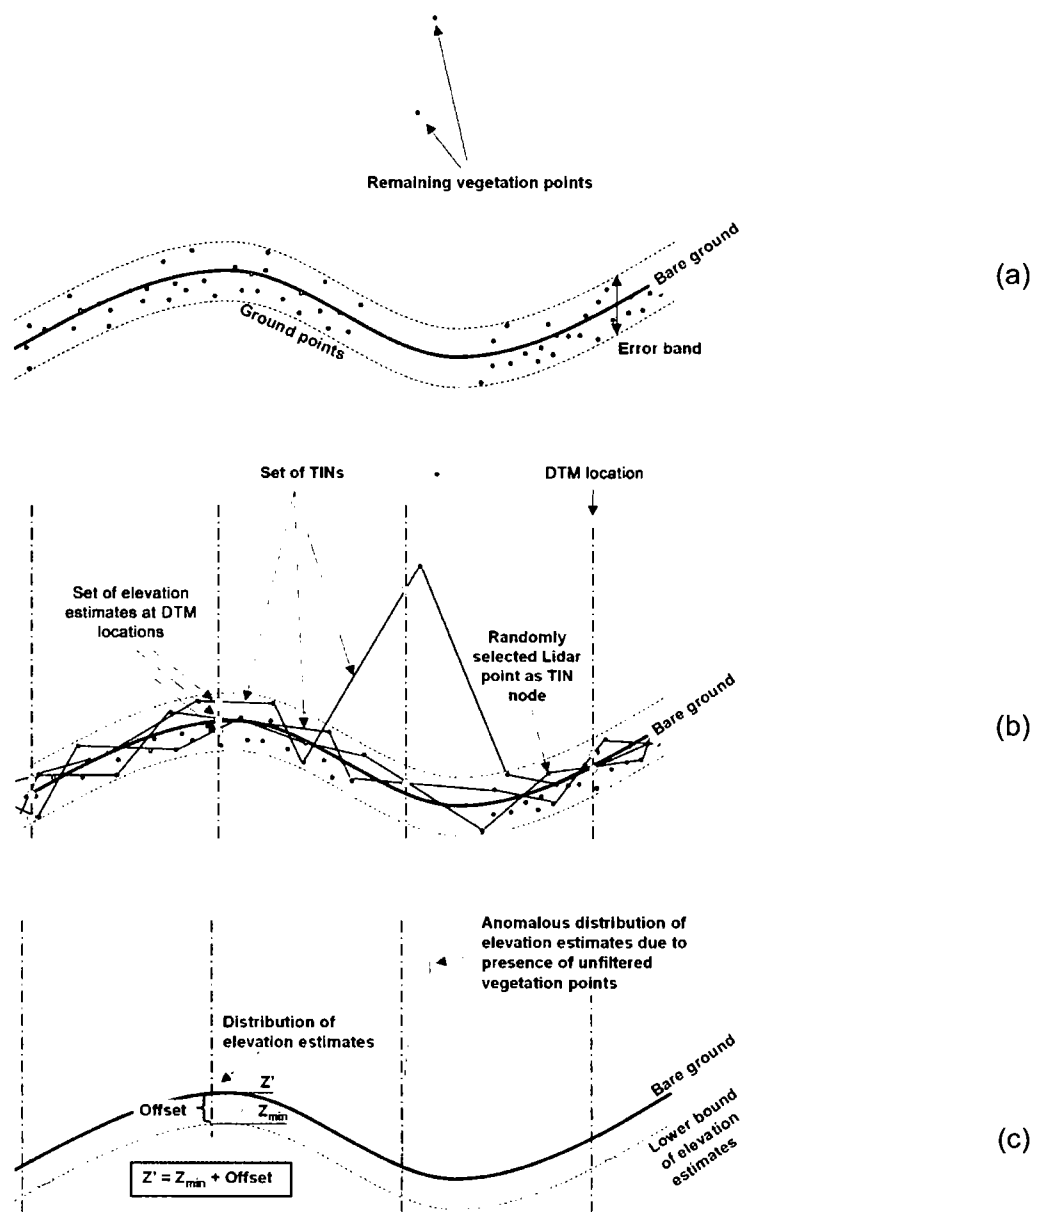 Remaining vegetation points
Bare ground
(a)
Ground points
Error band
Set of TINs
DTM location
Set of elevation
estimates at DTM
locations
Randomly
selected Lidar
point as TIN
node
Bare ground
(b)
Anomalous distribution of
elevation estimates due to
presence of unfiltered
vegetation points
Distribution of
elevation estimates
Z'
Offset
Zmin
Bare ground
Lower bound
of elevation
estimates
(c)
Z' = Zmin + Offset